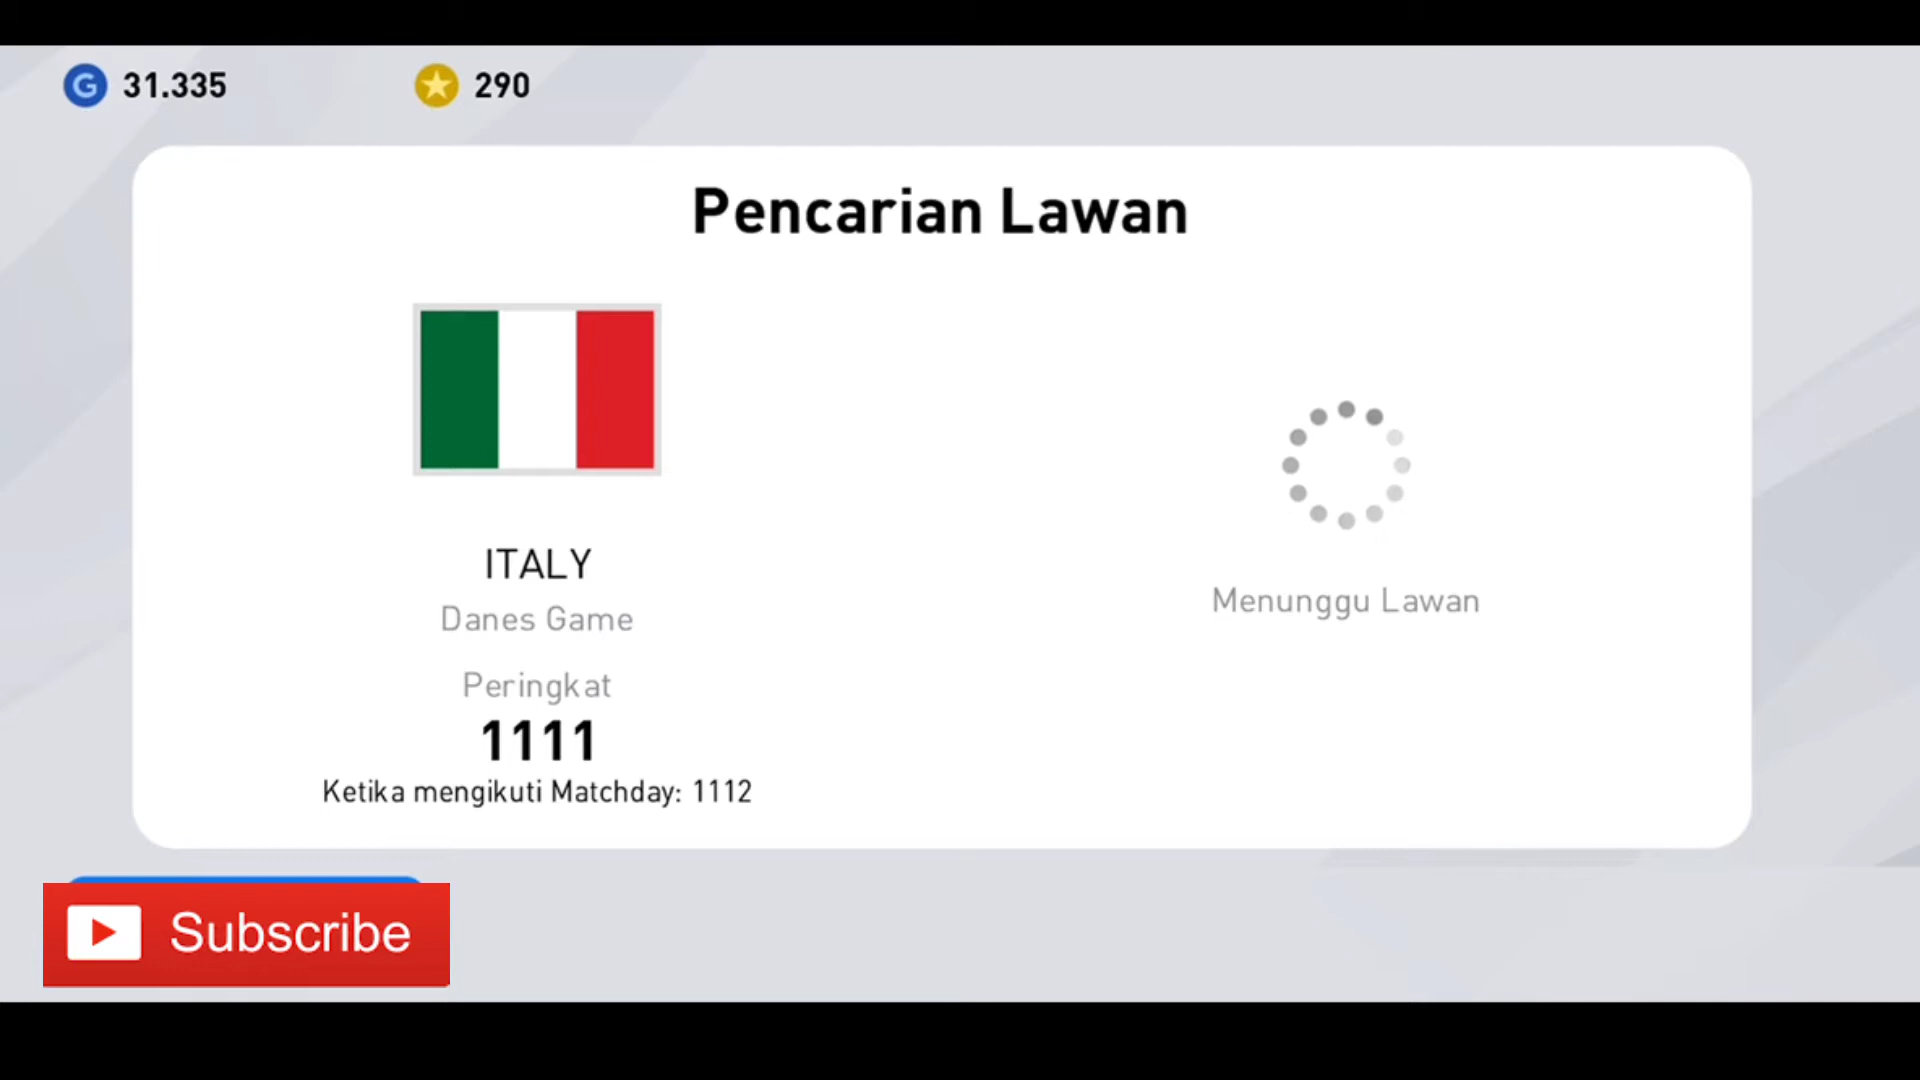 G 31.335
290
Pencarian Lawan
ITALY
Danes Game
Peringkat
1111
Ketika mengikuti Matchday: 1112
Menunggu Lawan
Subscribe